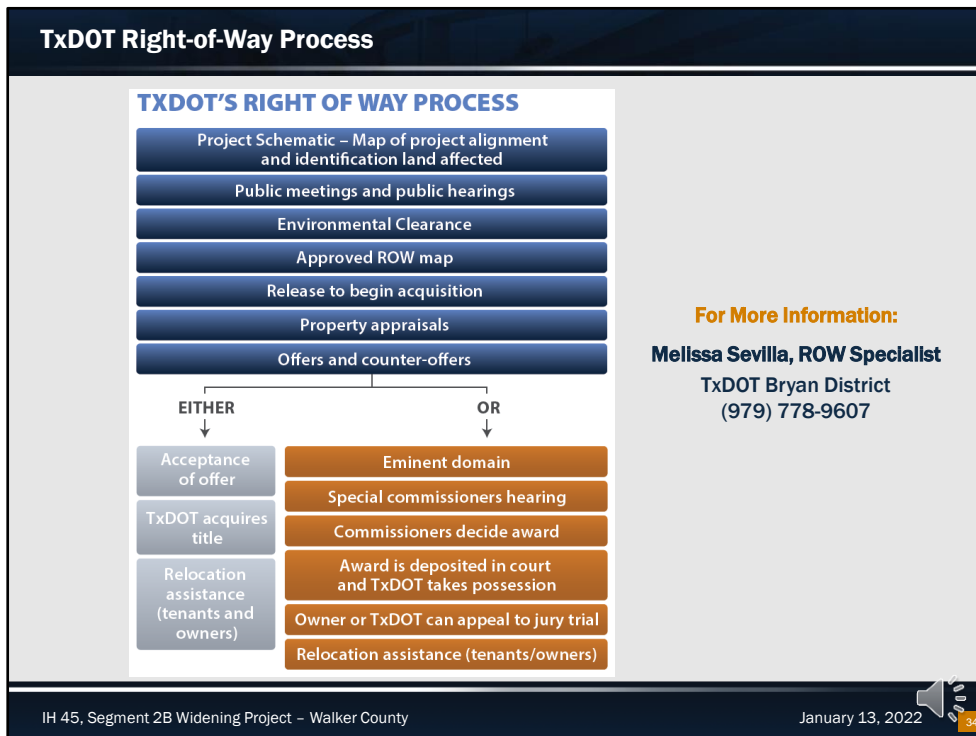 TxDOT Right-of-Way Process
TXDOT'S RIGHT OF WAY PROCESS
Project Schematic – Map of project alignment
and identification land affected
Public meetings and public hearings
Environmental Clearance
Approved ROW map
Release to begin acquisition
Property appraisals
Offers and counter-offers
EITHER
OR
Acceptance
of offer
TxDOT acquires
title
Relocation
assistance
(tenants and
owners)
Eminent domain
Special commissioners hearing
Commissioners decide award
Award is deposited in court
and TxDOT takes possession
Owner or TxDOT can appeal to jury trial
Relocation assistance (tenants/owners)
For More Information:
Melissa Sevilla, ROW Specialist
TxDOT Bryan District
(979) 778-9607
IH 45, Segment 2B Widening Project – Walker County
January 13, 2022
34